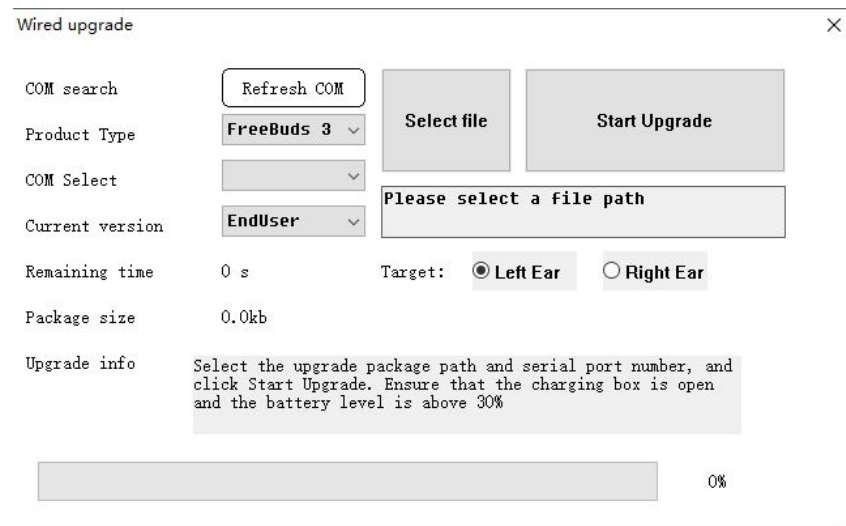 Wired upgrade
COM search
Refresh COM
Select file
Start Upgrade
Product Type
FreeBuds 3
COM Select
Please select a file path
Current version
EndUser
Remaining time
0 s
Target:
Left Ear
Right Ear
Package size
0.0kb
Upgrade info
Select the upgrade package path and serial port number, and
click Start Upgrade. Ensure that the charging box is open
and the battery level is above 30%
0%